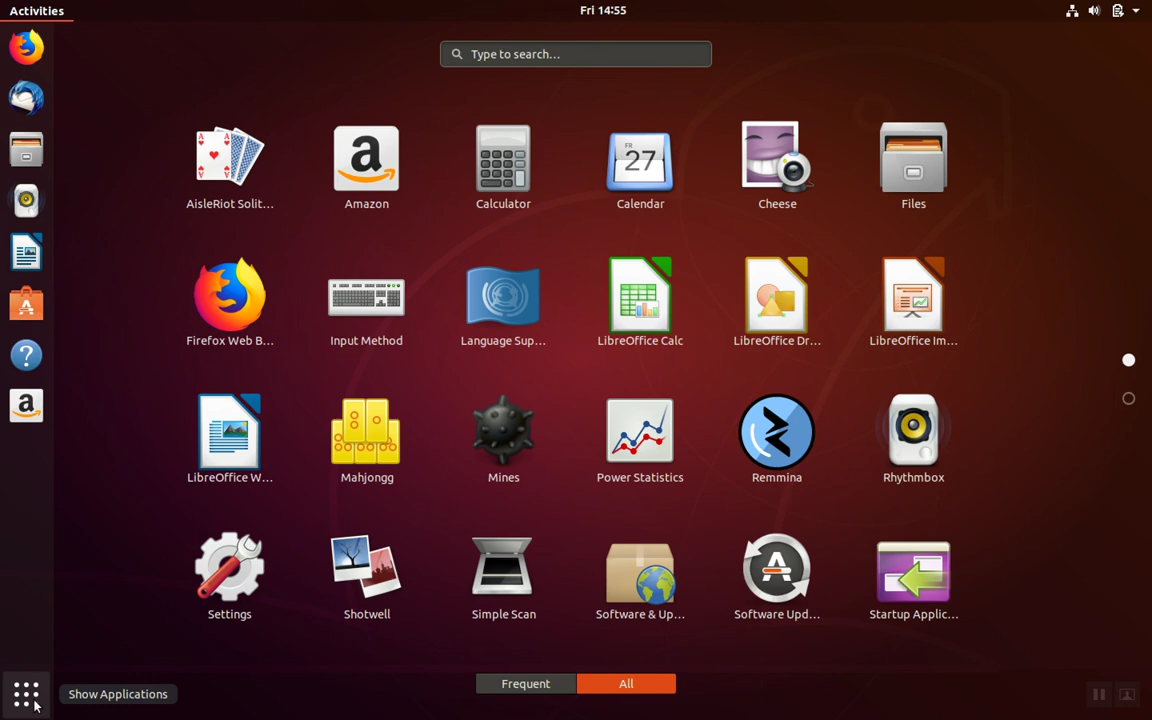 Activities
Fri 14:55
Type to search...
AisleRiot Solit...
Amazon
Calculator
Calendar
Cheese
Files
Firefox Web B...
Input Method
Language Sup...
LibreOffice Calc
LibreOffice Dr...
LibreOffice Im...
LibreOffice W...
Mahjongg
Mines
Power Statistics
Remmina
Rhythmbox
Settings
Shotwell
Simple Scan
Software & Up...
Software Upd...
Startup Applic...
Show Applications
Frequent
All
a
a
FR
27